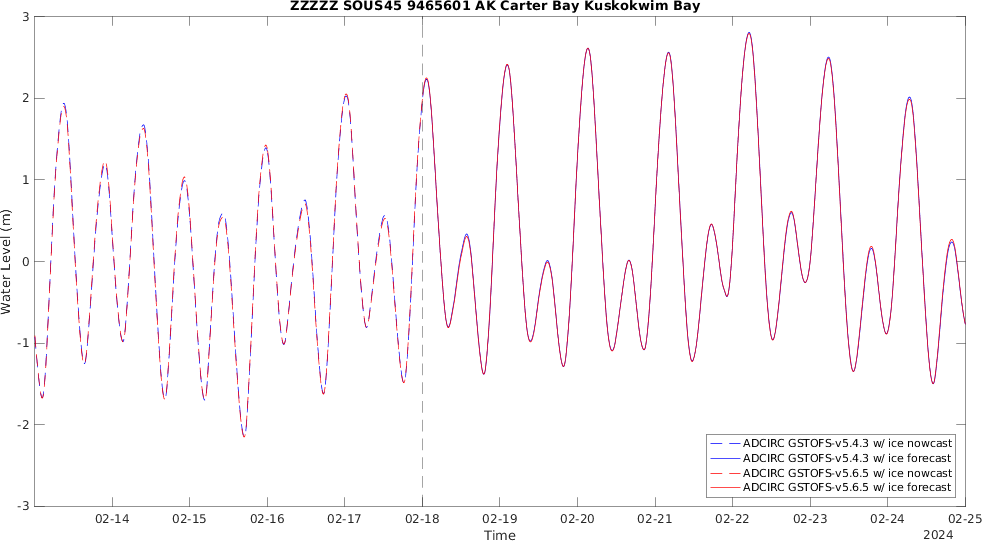 ZZZZZ SOUS45 9465601 AK Carter Bay Kuskokwim Bay
3
2
1
0
-1
-2
-3
Water Level (m)
ADCIRC GSTOFS-v5.4.3 w/ ice nowcast
ADCIRC GSTOFS-v5.4.3 w/ ice forecast
ADCIRC GSTOFS-v5.6.5 w/ ice nowcast
ADCIRC GSTOFS-v5.6.5 w/ ice forecast
02-14 02-15 02-16 02-17 02-18 02-19 02-20 02-21 02-22 02-23 02-24 02-25
Time
2024